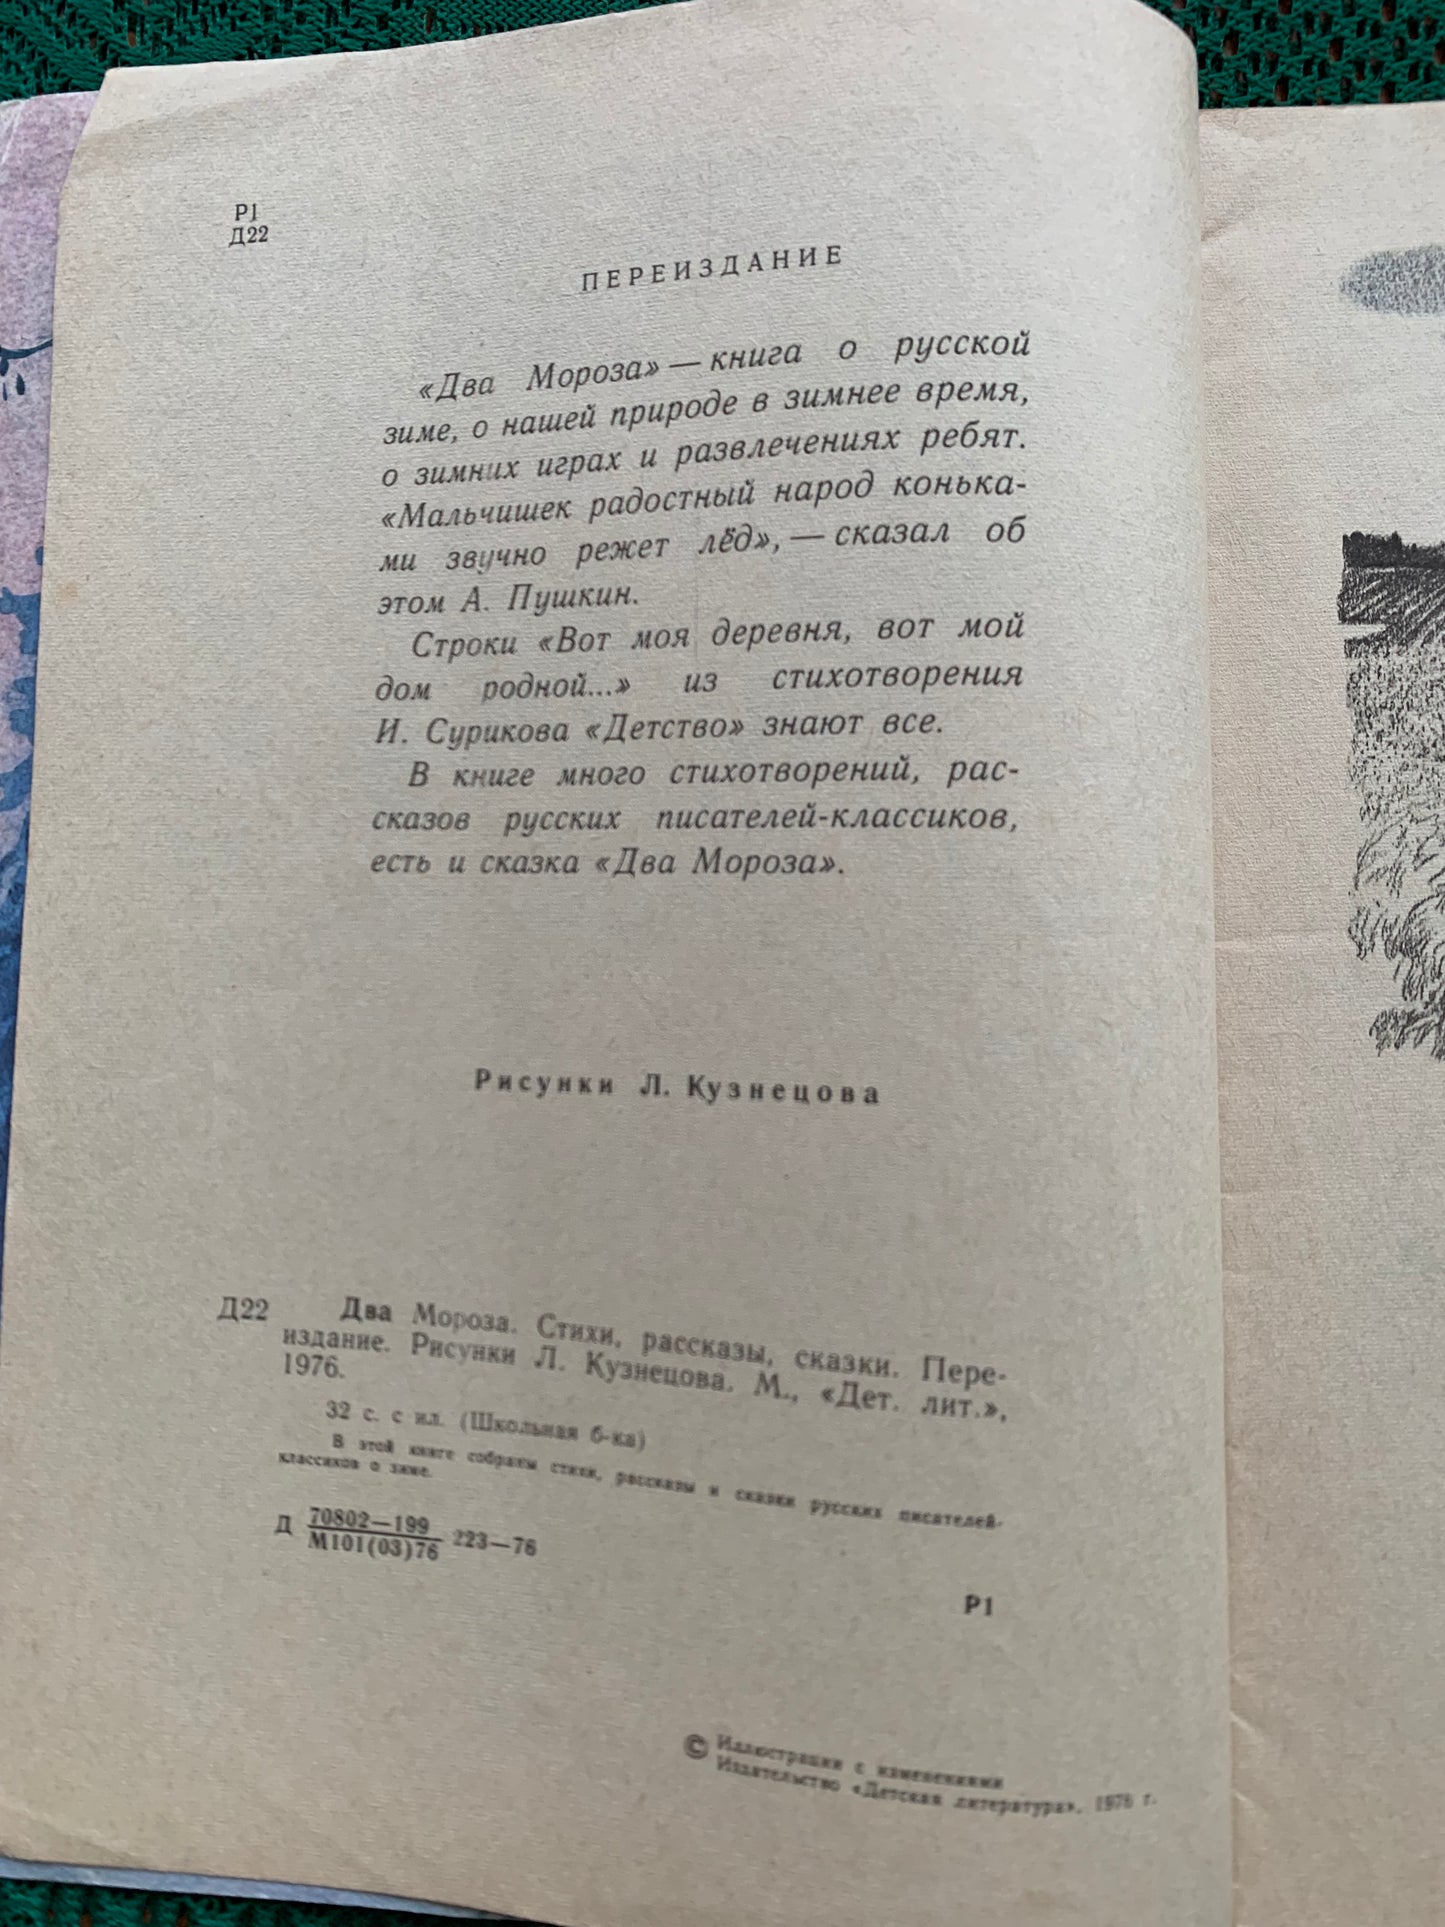 Р1
Д22
ПЕРЕИЗДАНИЕ
«Два Мороза» — книга о русской
зиме, о нашей природе в зимнее время,
о зимних играх и развлечениях ребят.
«Мальчишек радостный народ конька-
ми звучно режет лёд», — сказал об
этом А. Пушкин.
Строки «Вот моя деревня, вот мой
дом родной...» из стихотворения
И. Сурикова «Детство» знают все.
В книге много стихотворений, рас-
сказов русских писателей-классиков,
есть и сказка «Два Мороза».
Рисунки Л. Кузнецова
Д22 Два Мороза. Стихи, рассказы, сказки. Пере-
издание. Рисунки Л. Кузнецова. М., «Дет. лит.»,
1976.
32 с. с ил. (Школьная б-ка)
В этой книге собраны стихи, рассказы и сказки русских писателей-
классиков о зиме.
Д 70802—199
М101(03)76 223—76
Р1
© Иллюстрации с изменениями
Издательство «Детская литература». 1976 г.